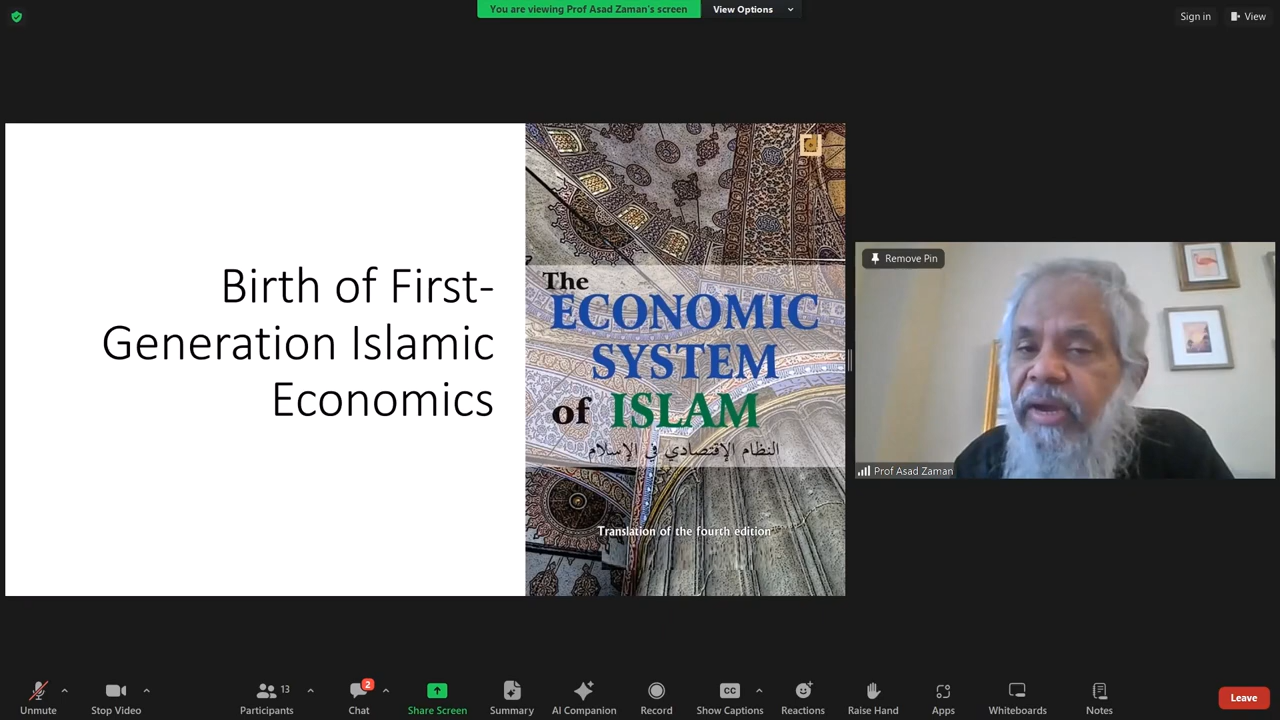 You are viewing Prof Asad Zaman's screen
View Options
Sign in
View
Birth of First-
Generation Islamic
Economics
The
ECONOMIC
SYSTEM
of ISLAM
النظام الإقتصادي في الإسلام
Translation of the fourth edition
Remove Pin
Prof Asad Zaman
Unmute
Stop Video
13
Participants
2
Chat
Share Screen
Summary
AI Companion
Record
CC
Show Captions
Reactions
Raise Hand
Apps
Whiteboards
Notes
Leave